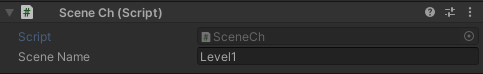 Scene Ch (Script)
Script SceneCh
Scene Name Level1